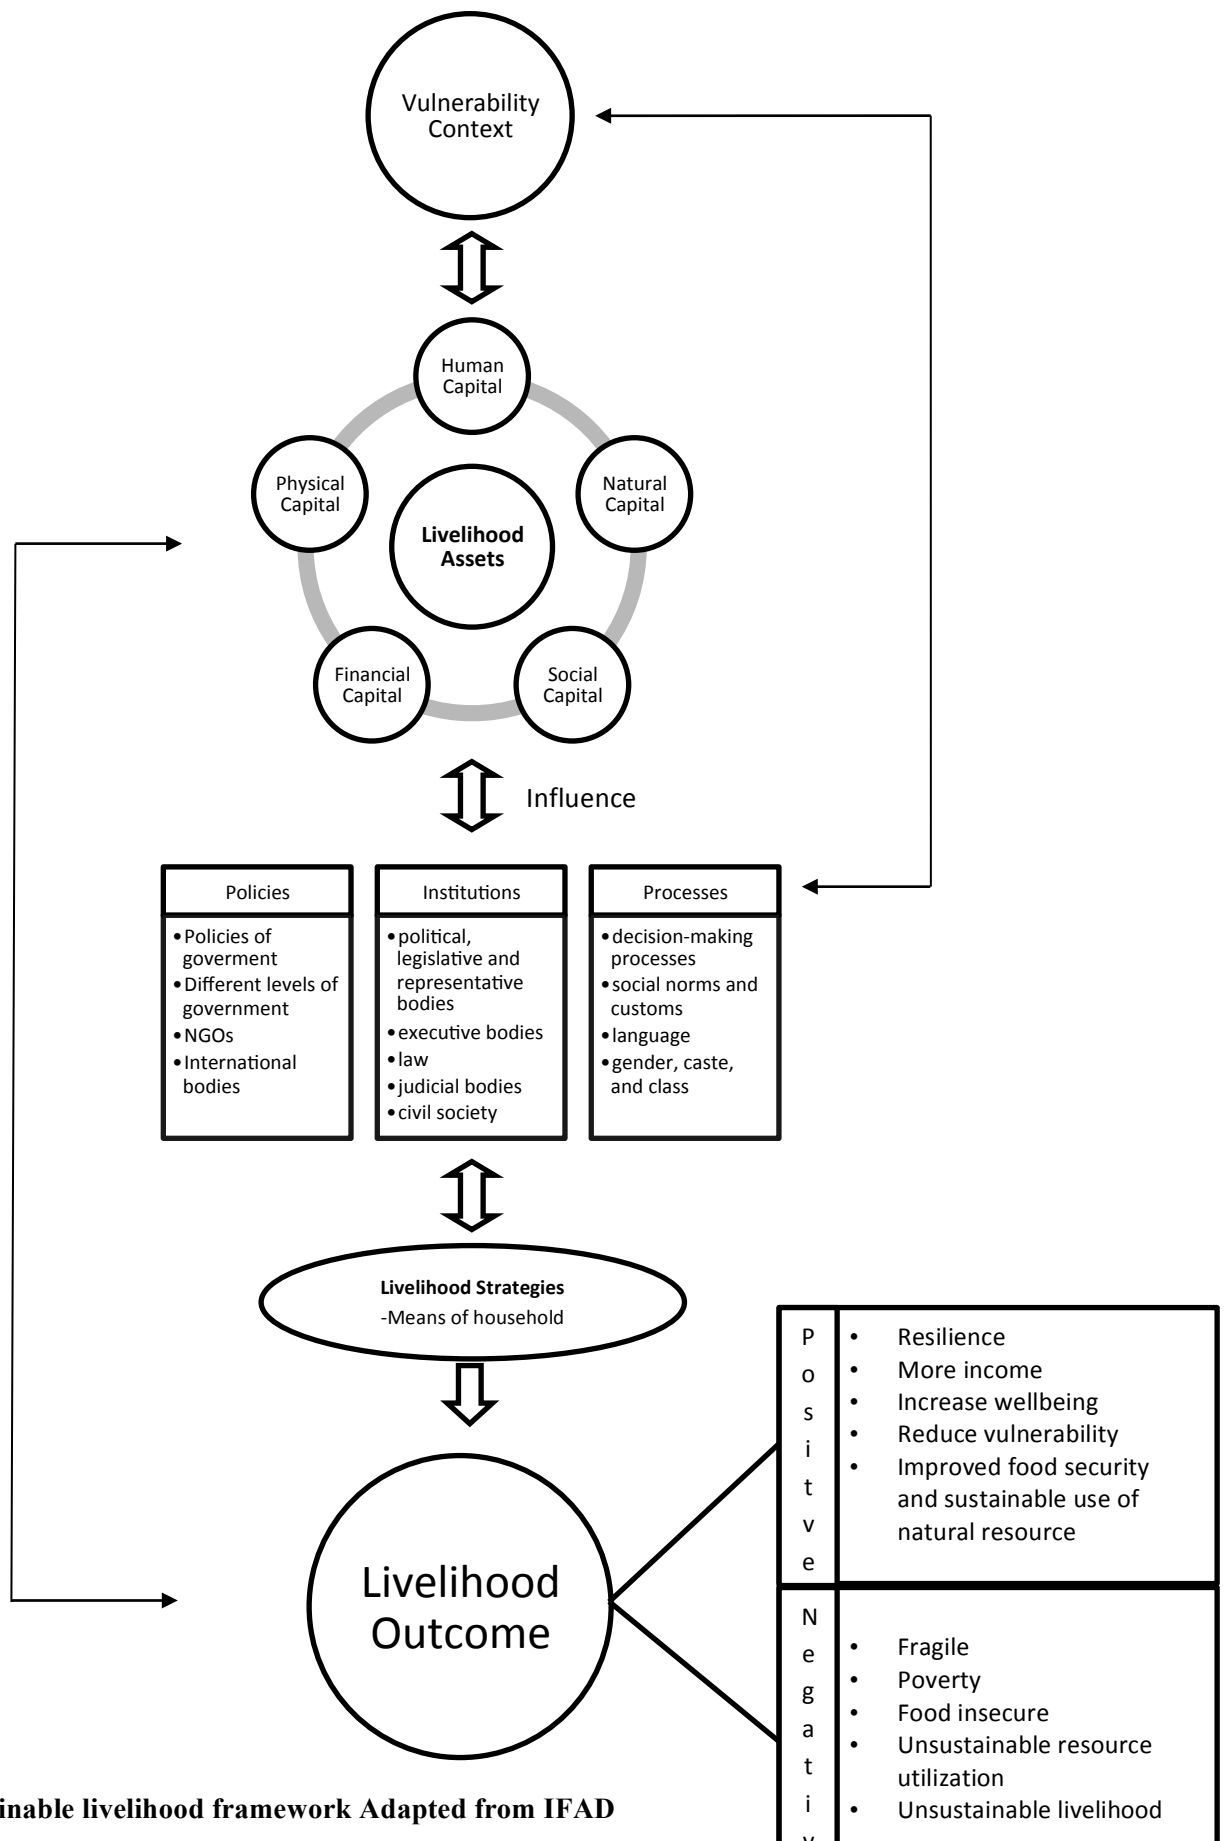 Vulnerability
Context
Human
Capital
Physical
Capital
Natural
Capital
Livelihood
Assets
Financial
Capital
Social
Capital
Influence
Policies
•Policies of
goverment
•Different levels of
government
•NGOs
•International
bodies
Institutions
•political,
legislative and
representative
bodies
•executive bodies
•law
•judicial bodies
•civil society
Processes
•decision-making
processes
•social norms and
customs
•language
•gender, caste,
and class
Livelihood Strategies
-Means of household
Livelihood
Outcome
P
o
s
i
t
v
e
• Resilience
• More income
• Increase wellbeing
• Reduce vulnerability
• Improved food security
and sustainable use of
natural resource
N
e
g
a
t
i
v
• Fragile
• Poverty
• Food insecure
• Unsustainable resource
utilization
• Unsustainable livelihood
inable livelihood framework Adapted from IFAD